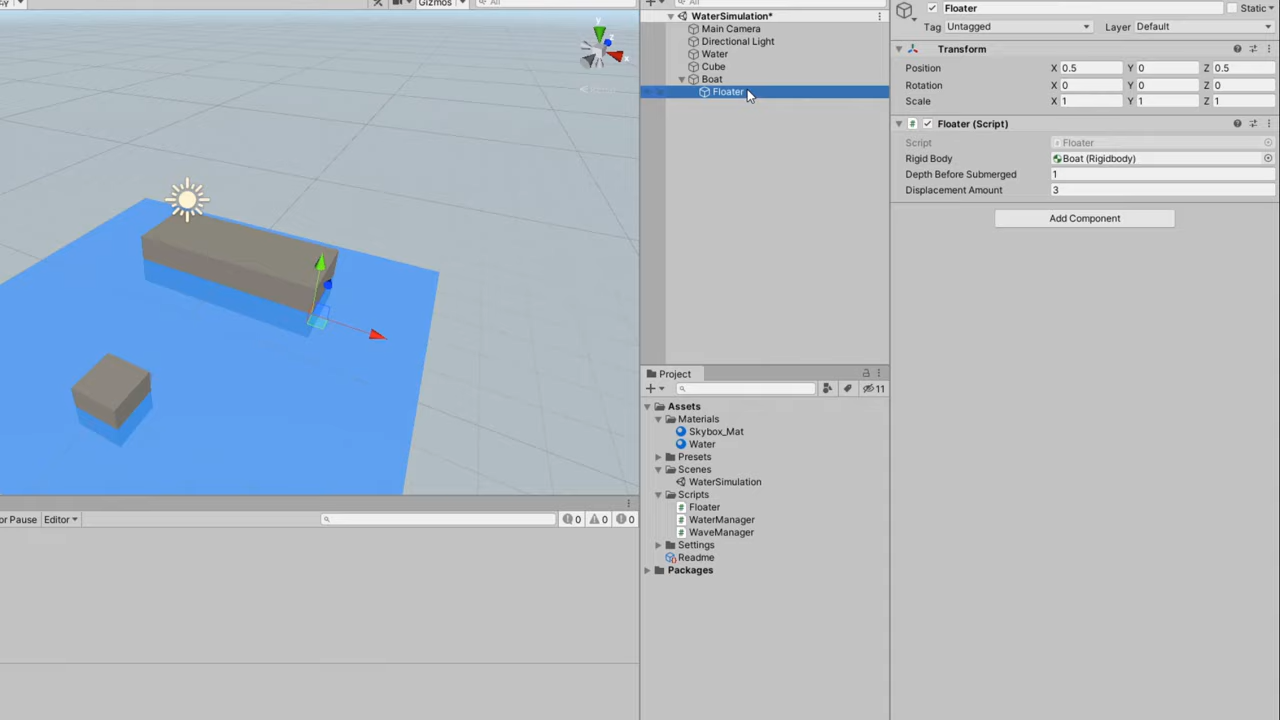 Gizmos
All
y
x
or Pause
Editor
0
0
0
All
WaterSimulation*
Main Camera
Directional Light
Water
Cube
Boat
Floater
Project
11
Assets
Materials
Skybox_Mat
Water
Presets
Scenes
WaterSimulation
Scripts
Floater
WaterManager
WaveManager
Settings
Readme
Packages
Floater
Static
Tag Untagged Layer Default
Transform
Position X 0.5 Y 0 Z 0.5
Rotation X 0 Y 0 Z 0
Scale X 1 Y 1 Z 1
# Floater (Script)
Script Floater
Rigid Body Boat (Rigidbody)
Depth Before Submerged 1
Displacement Amount 3
Add Component